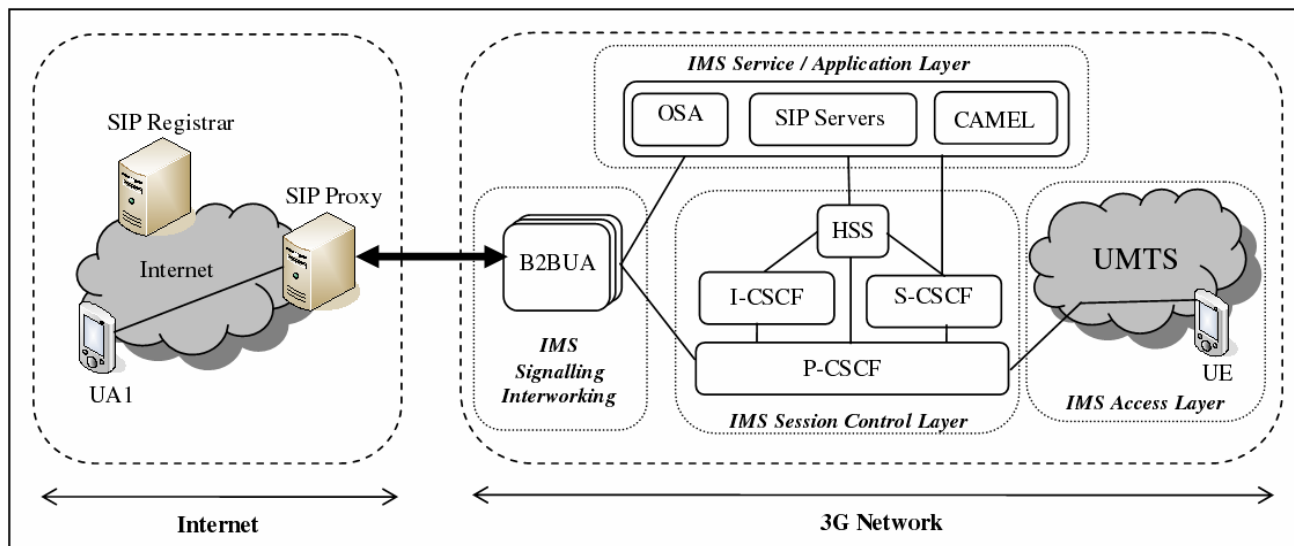 SIP Registrar
SIP Proxy
Internet
UA1
Internet
IMS Service / Application Layer
OSA
SIP Servers
CAMEL
B2BUA
IMS
Signalling
Interworking
HSS
I-CSCF
S-CSCF
P-CSCF
IMS Session Control Layer
UMTS
UE
IMS Access Layer
3G Network